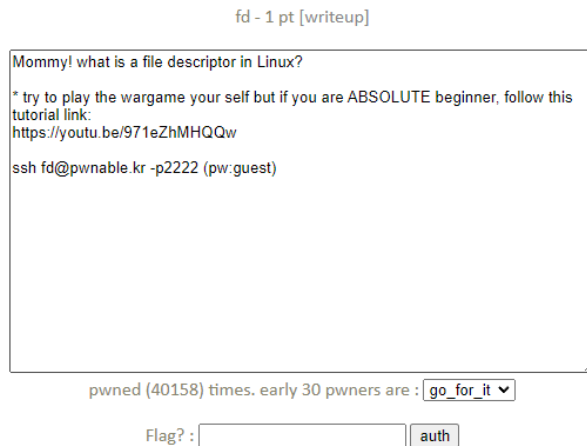 fd - 1 pt [writeup]
Mommy! what is a file descriptor in Linux?
* try to play the wargame your self but if you are ABSOLUTE beginner, follow this
tutorial link:
https://youtu.be/971eZhMHQQw
ssh fd@pwnable.kr -p2222 (pw:guest)
pwned (40158) times. early 30 pwners are : go_for_it
Flag? : auth